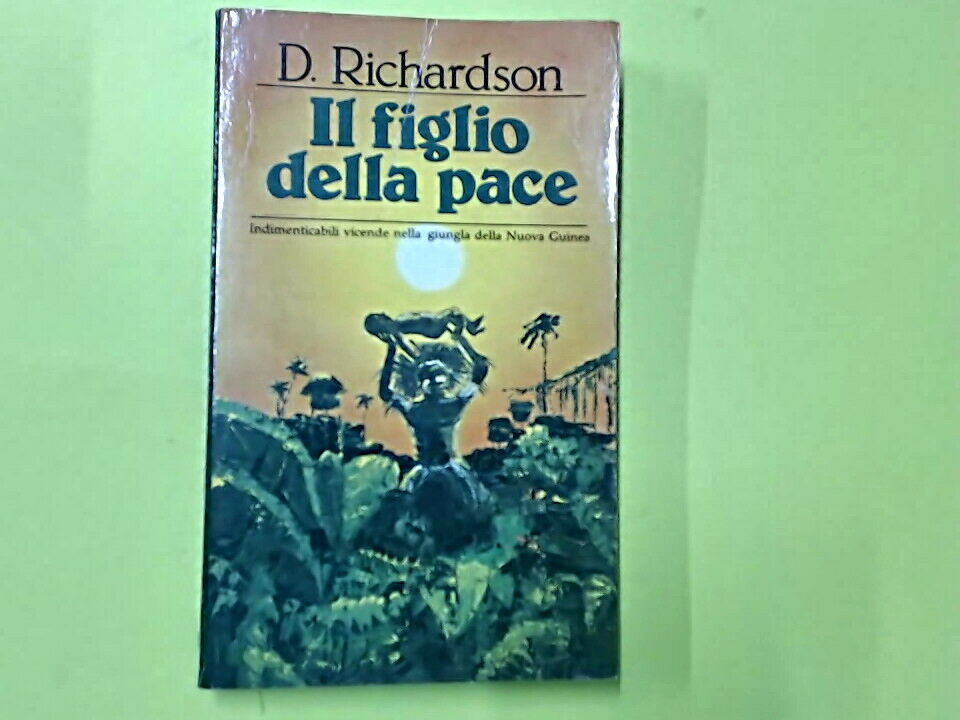 D. Richardson
Il figlio
della pace
Indimenticabili vicende nella giungla della Nuova Guinea